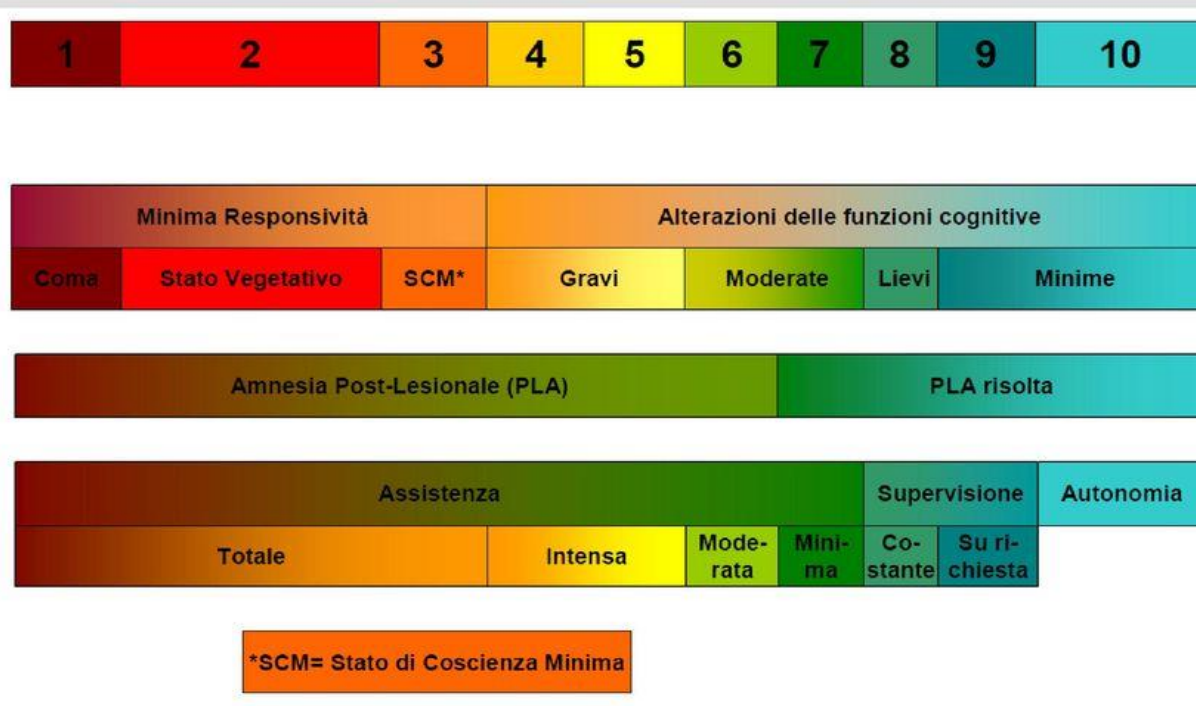 1 2 3 4 5 6 7 8 9 10
Minima Responsività Alterazioni delle funzioni cognitive
Coma Stato Vegetativo SCM* Gravi Moderate Lievi Minime
Amnesia Post-Lesionale (PLA) PLA risolta
Assistenza Supervisione Autonomia
Totale Intensa Mode-
rata Mini-
ma Co-
stante Su ri-
chiesta
*SCM= Stato di Coscienza Minima